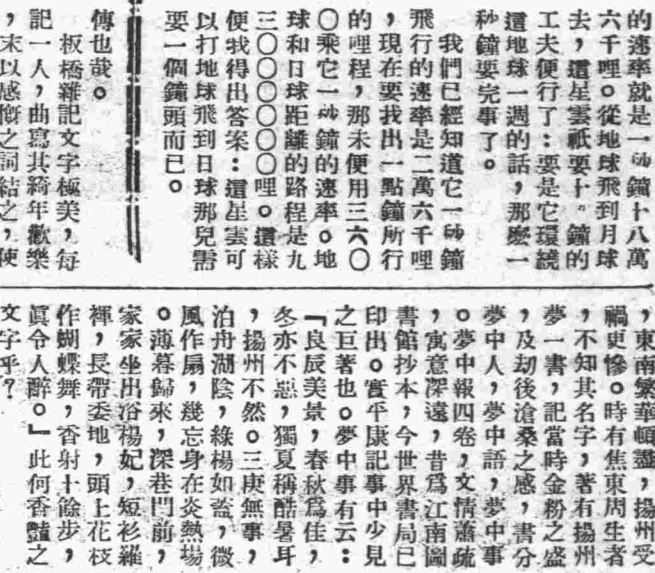 的速率就是一秒鐘十八萬
六千哩。從地球飛到月球
去，這星雲祇要十。鐘的
工夫便行了：要是它環繞
這地球一週的話，那麼一
秒鐘要完事了。
我們已經知道它一秒鐘
飛行的速率是二萬六千哩
，現在要找出一點鐘所行
的哩程，那末便用三六〇
〇乘它一秒鐘的速率。地
球和日球距離的路程是九
三〇〇〇〇〇〇哩。這樣
便我得出答案：這星雲可
以打地球飛到日球那兒需
要一個鐘頭而已。
傳也哉。
板橋雜記文字極美，每
記一人，曲寫其綺年歡樂
，末以感慨之詞結之，使
，東南繁華頓盡，揚州受
禍更慘。時有焦東周生者
，不知其名字，著有揚州
夢一書，記當時金粉之盛
，及劫後滄桑之感，書分
夢中人，夢中語，夢中事
。夢中報四卷，文情蕭疏
，寓意深遠，昔爲江南圖
書館抄本，今世界書局已
印出。實平康記事中少見
之巨著也。夢中事有云：
『良辰美景，春秋爲佳，
冬亦不惡，獨夏稱酷暑耳
，揚州不然。三庚無事，
泊舟湖陰，綠楊如蓋，微
風作扇，幾忘身在炎熱場
。薄暮歸來，深巷門前，
家家坐出浴楊妃，短衫羅
褌，長帶委地，頭上花枝
作蝴蝶舞，香射十餘步，
眞令人醉。』此何香豔之
文字乎？